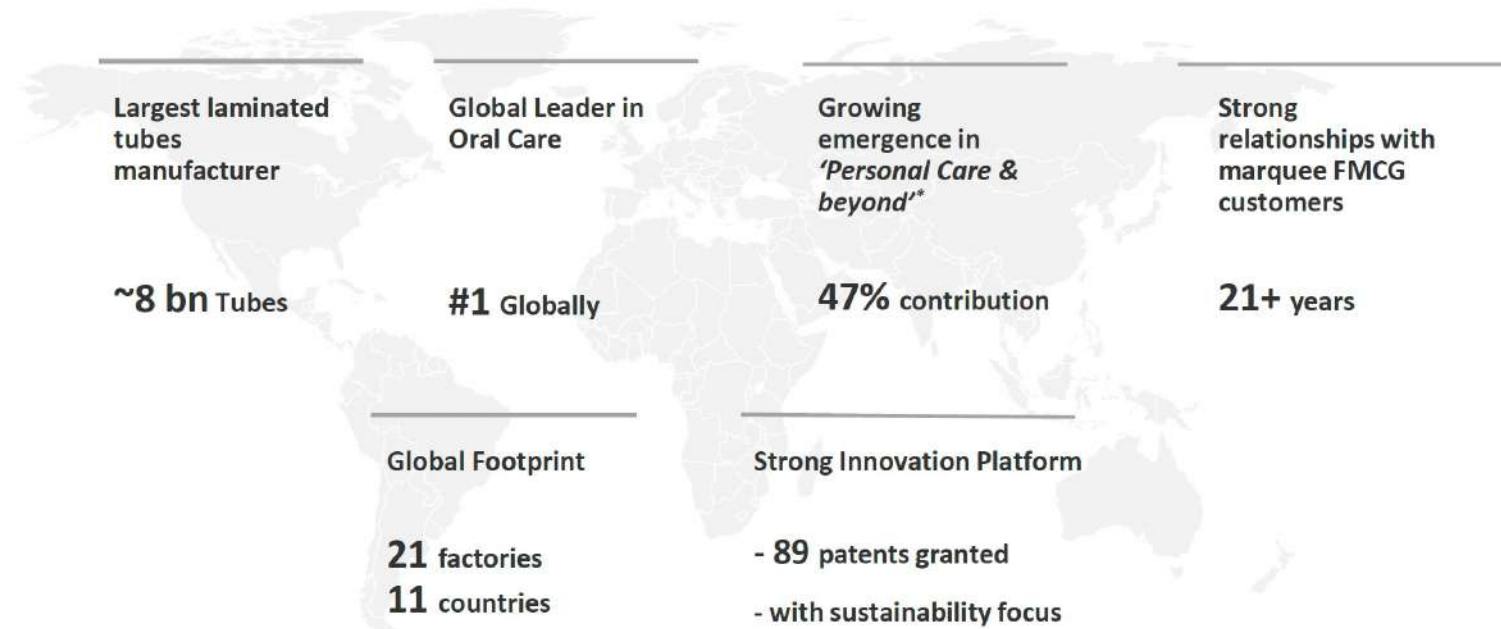 Largest laminated
tubes
manufacturer
~8 bn Tubes
Global Leader in
Oral Care
#1 Globally
Growing
emergence in
‘Personal Care &
beyond’*
47% contribution
Strong
relationships with
marquee FMCG
customers
21+ years
Global Footprint
21 factories
11 countries
Strong Innovation Platform
- 89 patents granted
- with sustainability focus